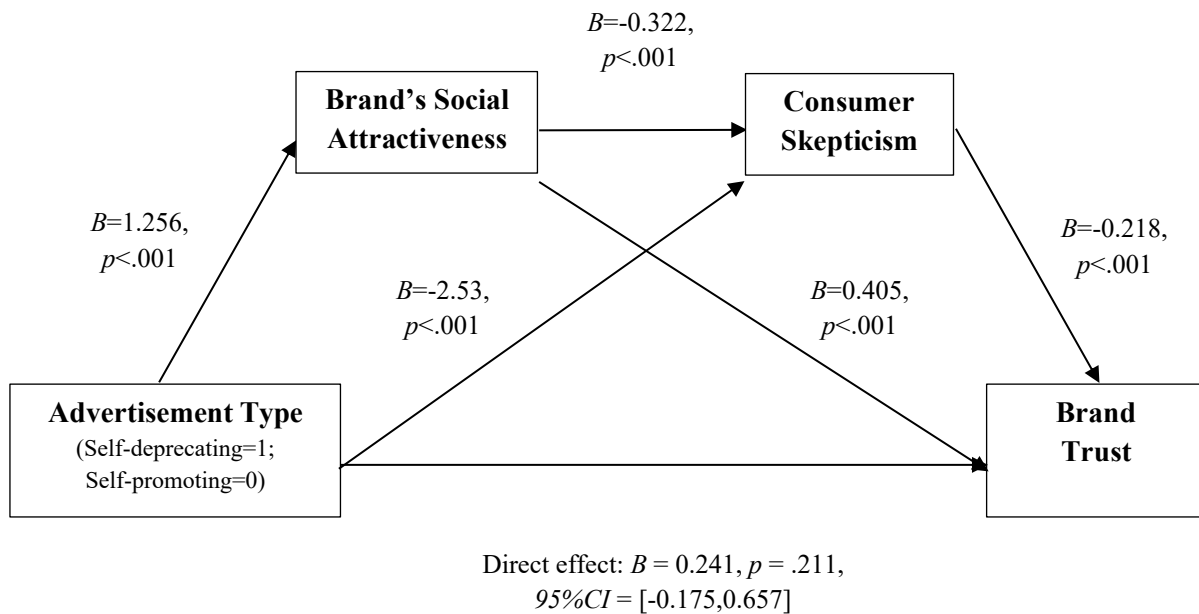 B=-0.322,
p<.001
Brand’s Social
Attractiveness
Consumer
Skepticism
B=1.256,
p<.001
B=-0.218,
p<.001
B=-2.53,
p<.001
B=0.405,
p<.001
Advertisement Type
(Self-deprecating=1;
Self-promoting=0)
Brand
Trust
Direct effect: B = 0.241, p = .211,
95%CI = [-0.175,0.657]